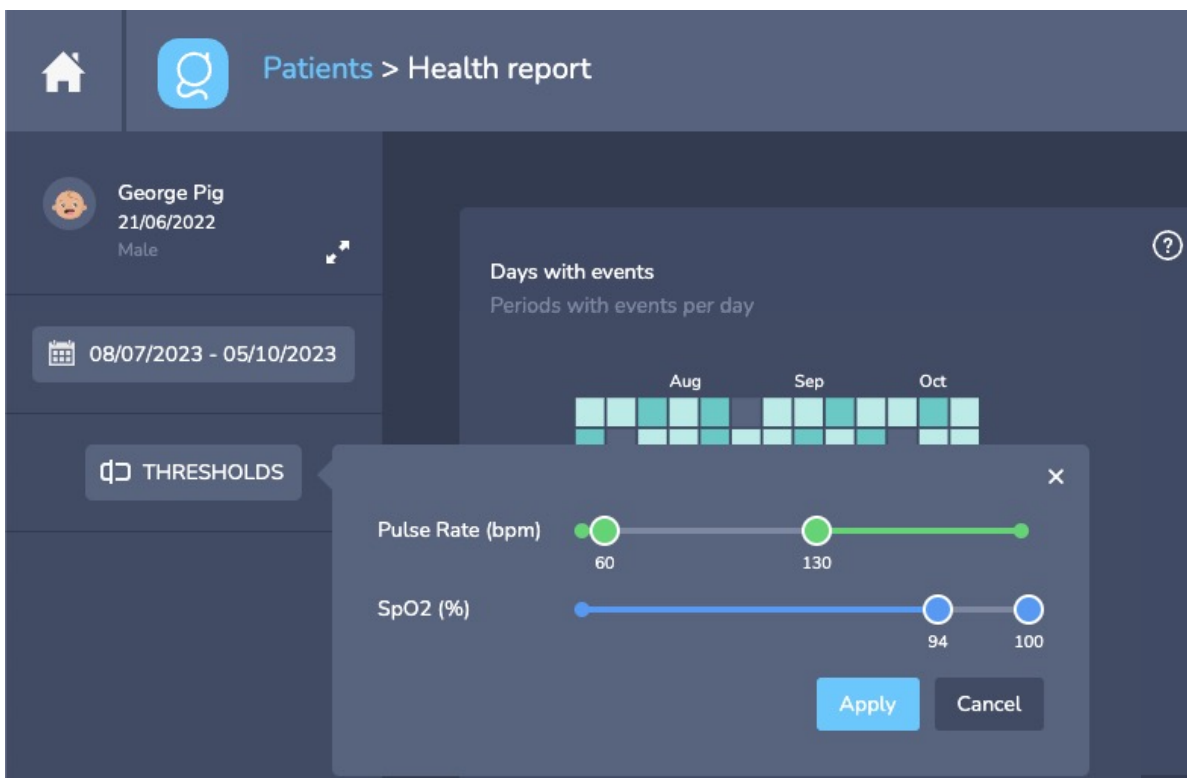 Patients > Health report
George Pig
21/06/2022
Male
08/07/2023 - 05/10/2023
THRESHOLDS
?
Days with events
Periods with events per day
Aug Sep Oct
Pulse Rate (bpm)
60 130
SpO2 (%)
94 100
Apply Cancel